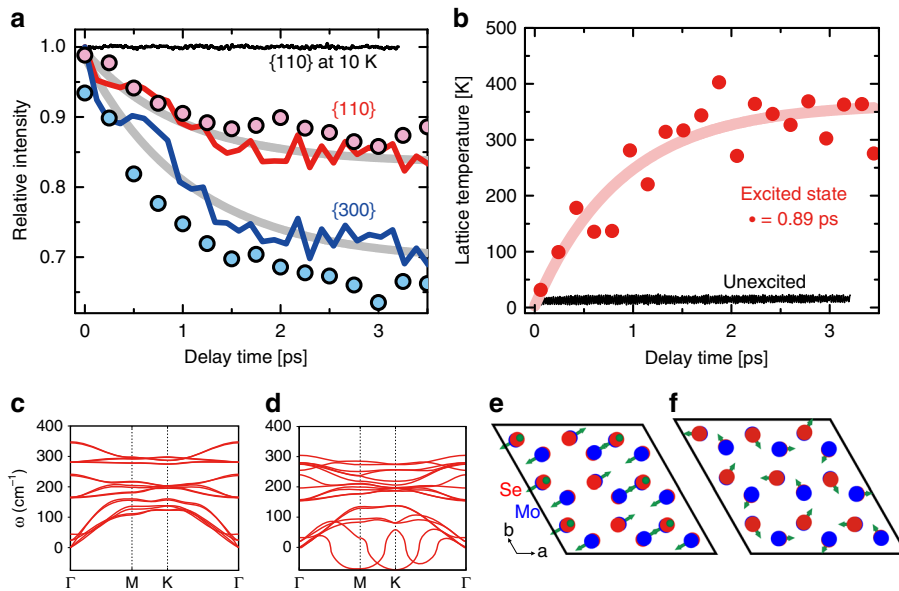 a
Relative intensity
1.0
0.9
0.8
0.7
{110} at 10 K
{110}
{300}
0
1
2
3
Delay time [ps]
b
Lattice temperature [K]
500
400
300
200
100
0
Excited state
• = 0.89 ps
Unexcited
0
1
2
3
Delay time [ps]
c
ω (cm⁻¹)
400
300
200
100
0
Γ
M
K
Γ
d
400
300
200
100
0
Γ
M
K
Γ
e
Se
Mo
b
a
f